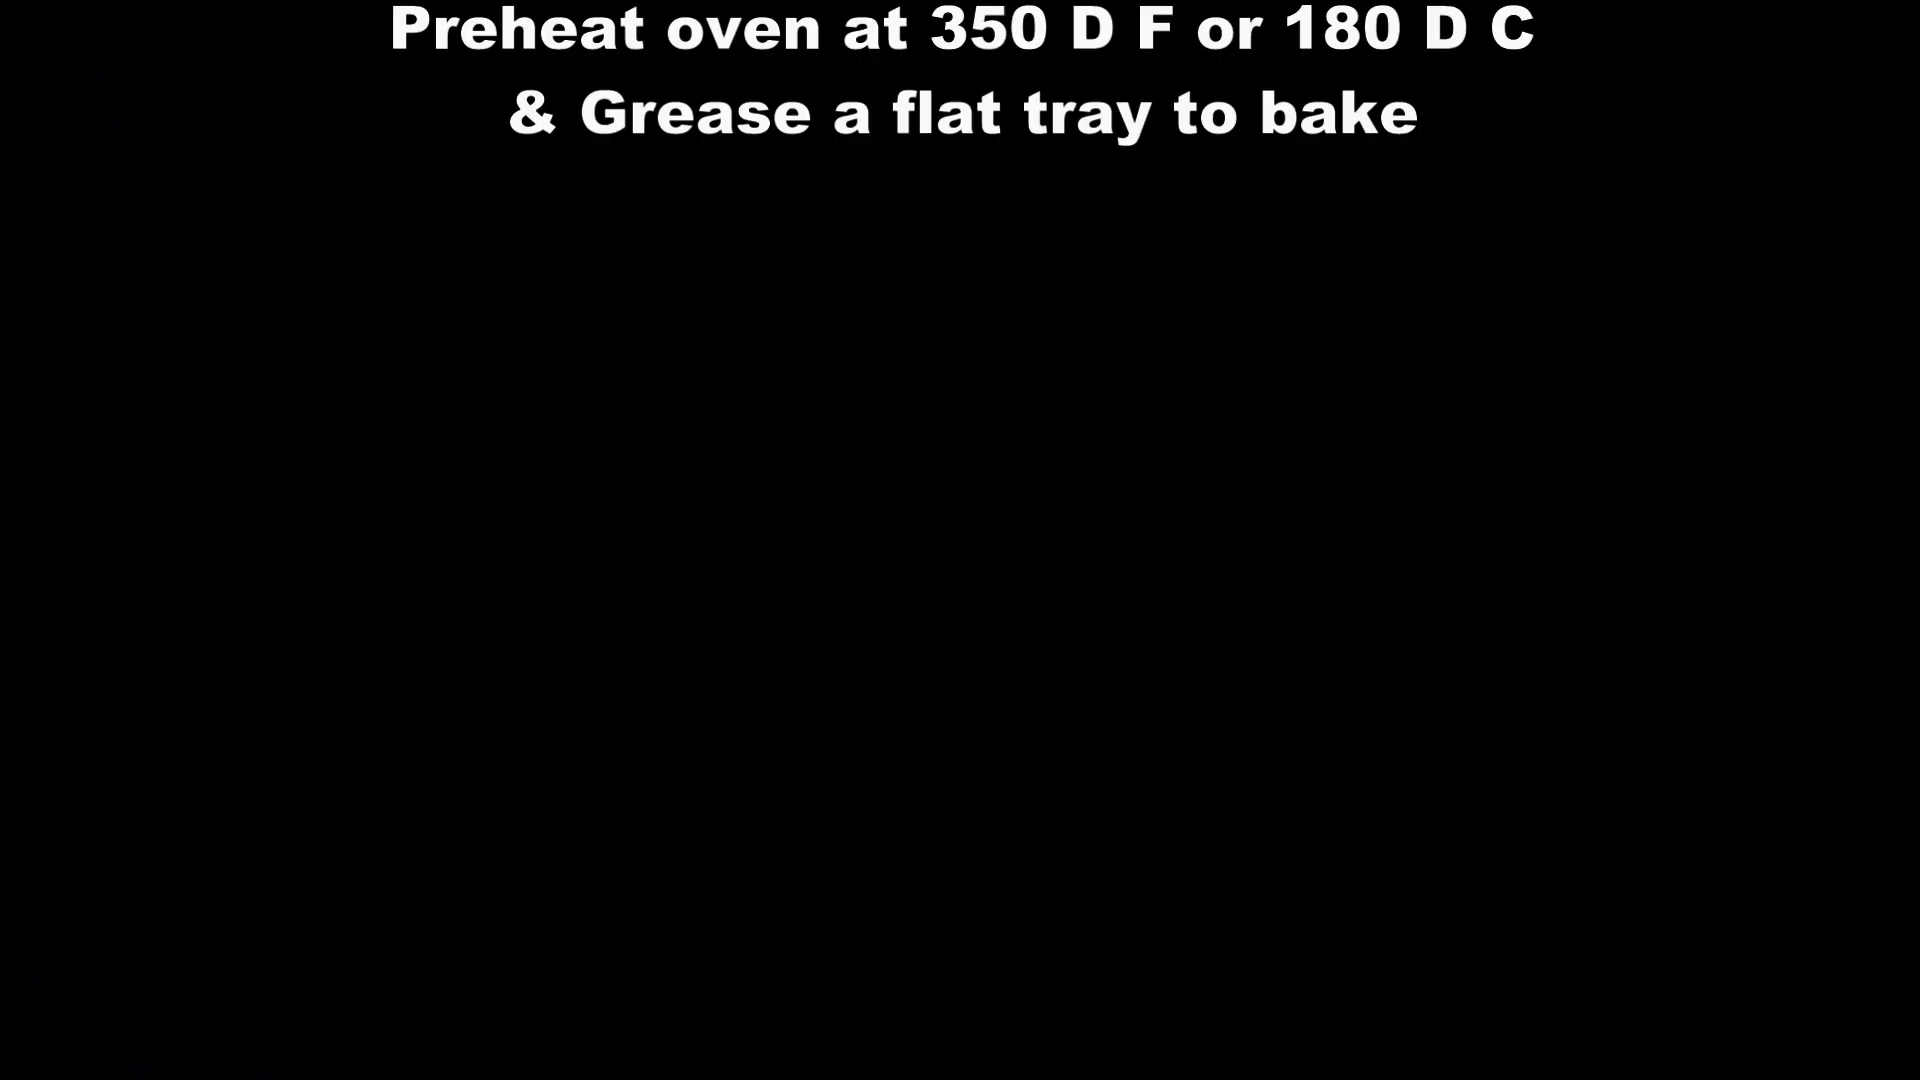 Preheat oven at 350 D F or 180 D C
& Grease a flat tray to bake